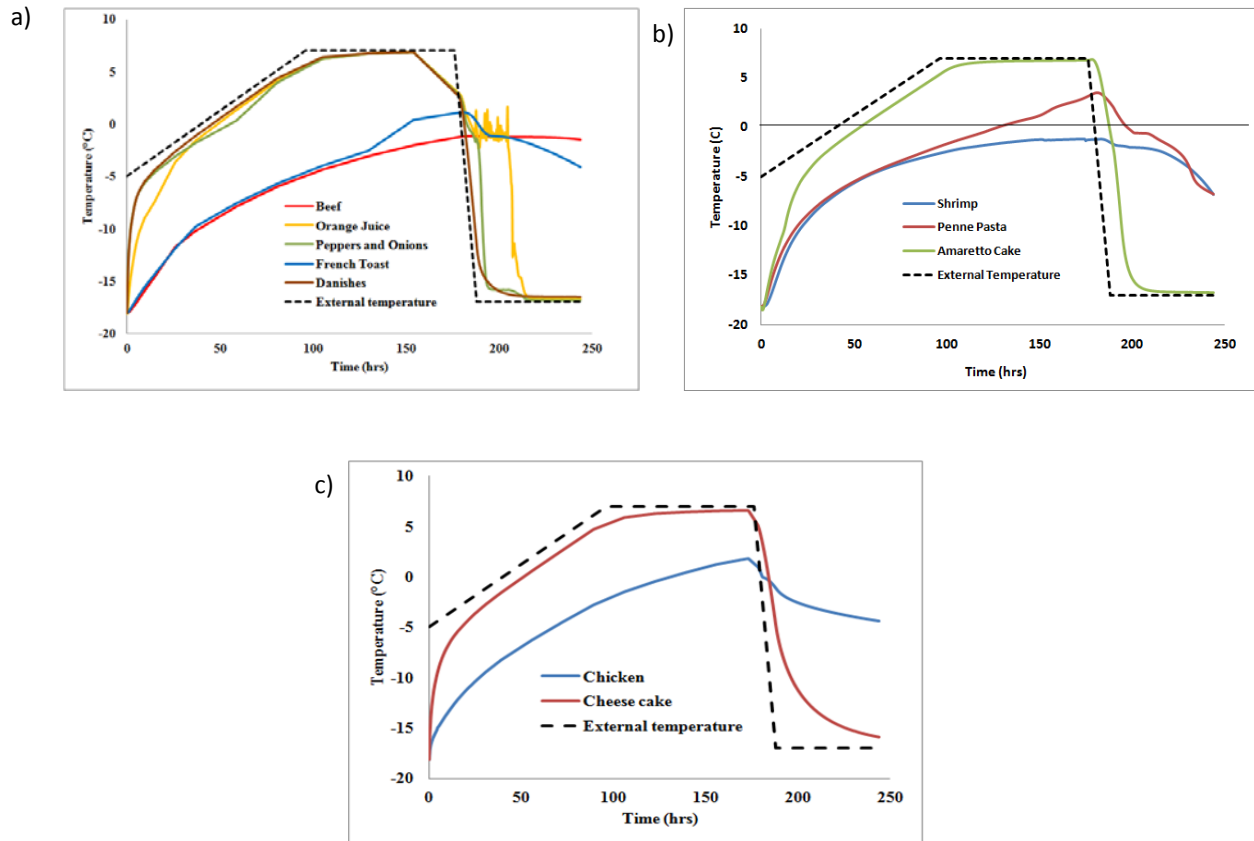 a)
10
5
0
-5
-10
-15
-20
Temperature (°C)
Beef
Orange Juice
Peppers and Onions
French Toast
Danishes
External temperature
0 50 100 150 200 250
Time (hrs)
b)
10
5
0
-5
-10
-15
-20
Temperature (C)
Shrimp
Penne Pasta
Amaretto Cake
External Temperature
0 50 100 150 200 250
Time (hrs)
c)
10
5
0
-5
-10
-15
-20
Temperature (°C)
Chicken
Cheese cake
External temperature
0 50 100 150 200 250
Time (hrs)